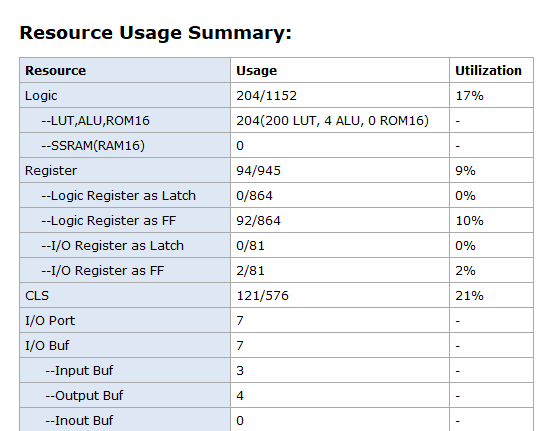 Resource Usage Summary:
Resource Usage Utilization
Logic 204/1152 17%
--LUT,ALU,ROM16 204(200 LUT, 4 ALU, 0 ROM16) -
--SSRAM(RAM16) 0 -
Register 94/945 9%
--Logic Register as Latch 0/864 0%
--Logic Register as FF 92/864 10%
--I/O Register as Latch 0/81 0%
--I/O Register as FF 2/81 2%
CLS 121/576 21%
I/O Port 7 -
I/O Buf 7 -
--Input Buf 3 -
--Output Buf 4 -
--Inout Buf 0 -